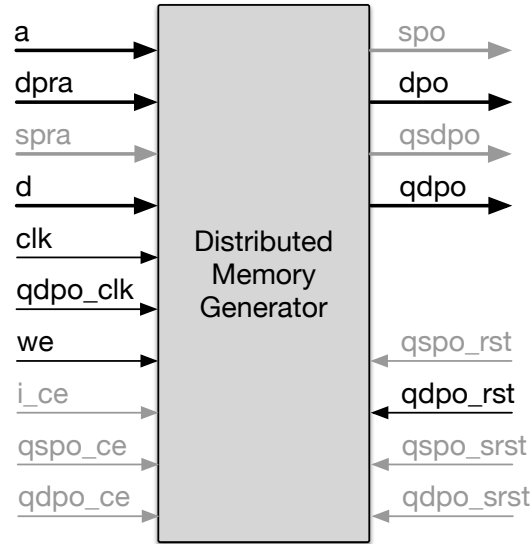 a
dpra
spra
d
clk
qdpo_clk
we
i_ce
qspo_ce
qdpo_ce
Distributed
Memory
Generator
spo
dpo
qsdpo
qdpo
qspo_rst
qdpo_rst
qspo_srst
qdpo_srst